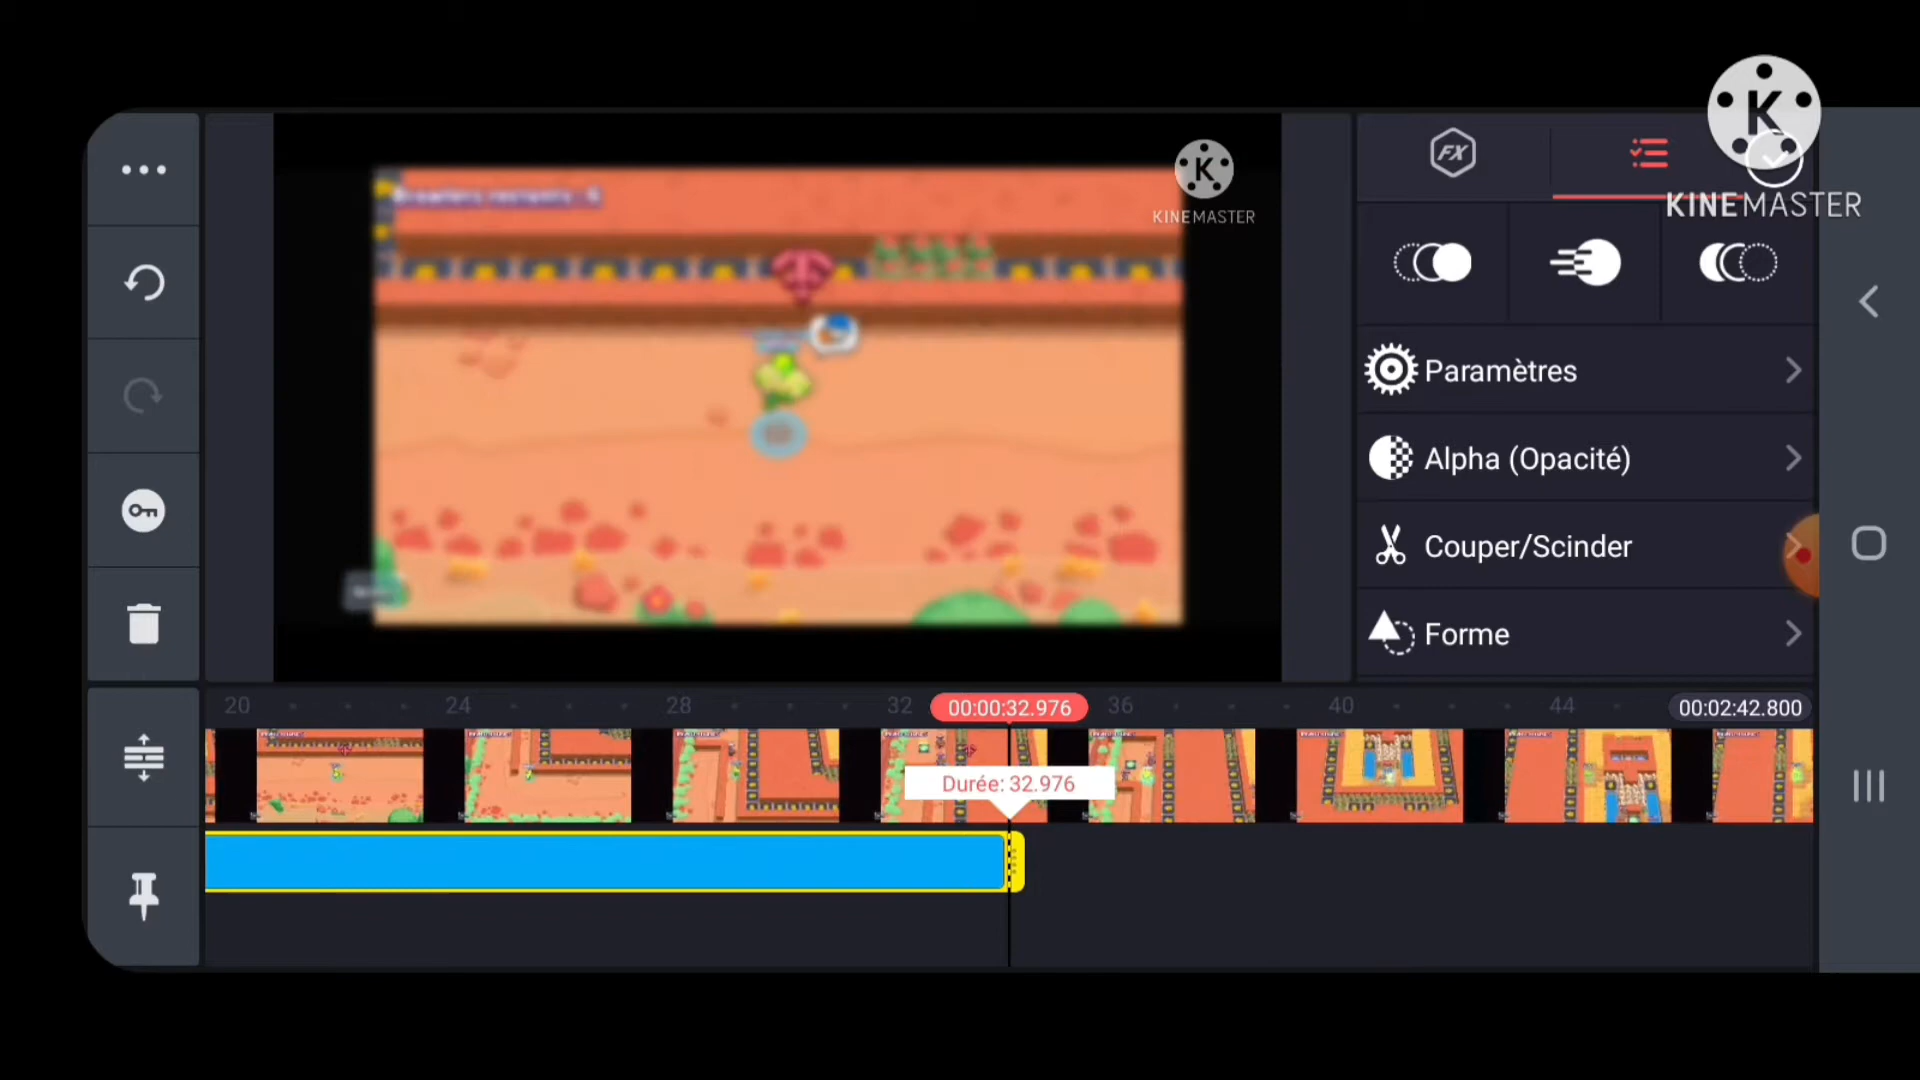 K
KINEMASTER
K
KINEMASTER
FX
Paramètres
Alpha (Opacité)
Couper/Scinder
Forme
20
24
28
32
00:00:32.976
36
40
44
00:02:42.800
Durée: 32.976